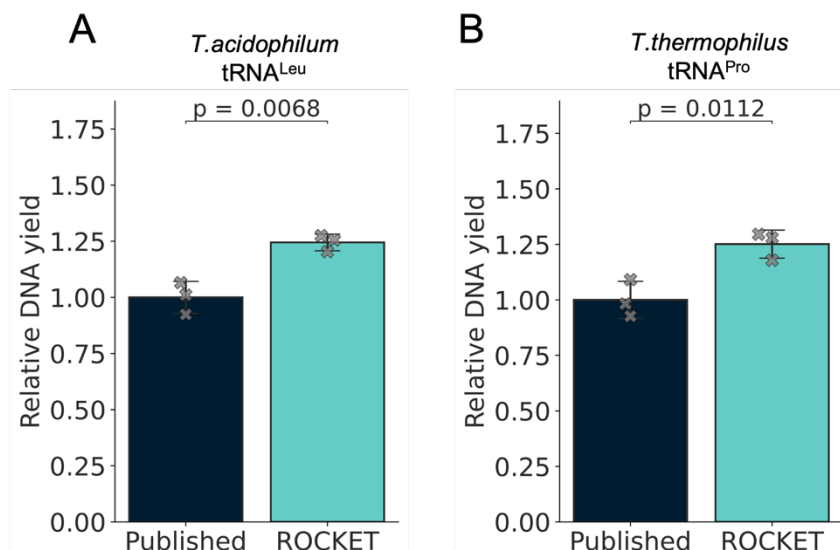 A
T.acidophilum
tRNALeu
p = 0.0068
Relative DNA yield
1.75
1.50
1.25
1.00
0.75
0.50
0.25
0.00
Published
ROCKET
B
T.thermophilus
tRNAPro
p = 0.0112
Relative DNA yield
1.75
1.50
1.25
1.00
0.75
0.50
0.25
0.00
Published
ROCKET